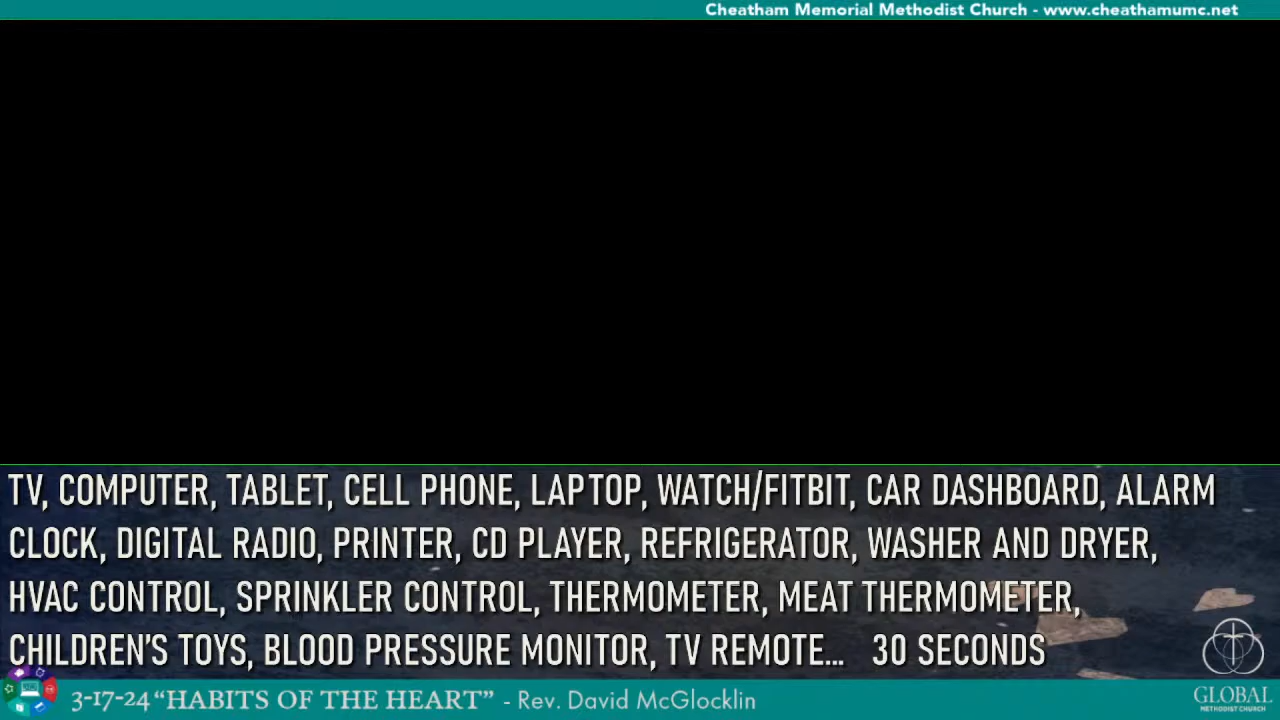 Cheatham Memorial Methodist Church - www.cheathamumc.net
TV, COMPUTER, TABLET, CELL PHONE, LAPTOP, WATCH/FITBIT, CAR DASHBOARD, ALARM
CLOCK, DIGITAL RADIO, PRINTER, CD PLAYER, REFRIGERATOR, WASHER AND DRYER,
HVAC CONTROL, SPRINKLER CONTROL, THERMOMETER, MEAT THERMOMETER,
CHILDREN'S TOYS, BLOOD PRESSURE MONITOR, TV REMOTE... 30 SECONDS
3-17-24 “HABITS OF THE HEART” - Rev. David McGlocklin
GLOBAL
METHODIST CHURCH